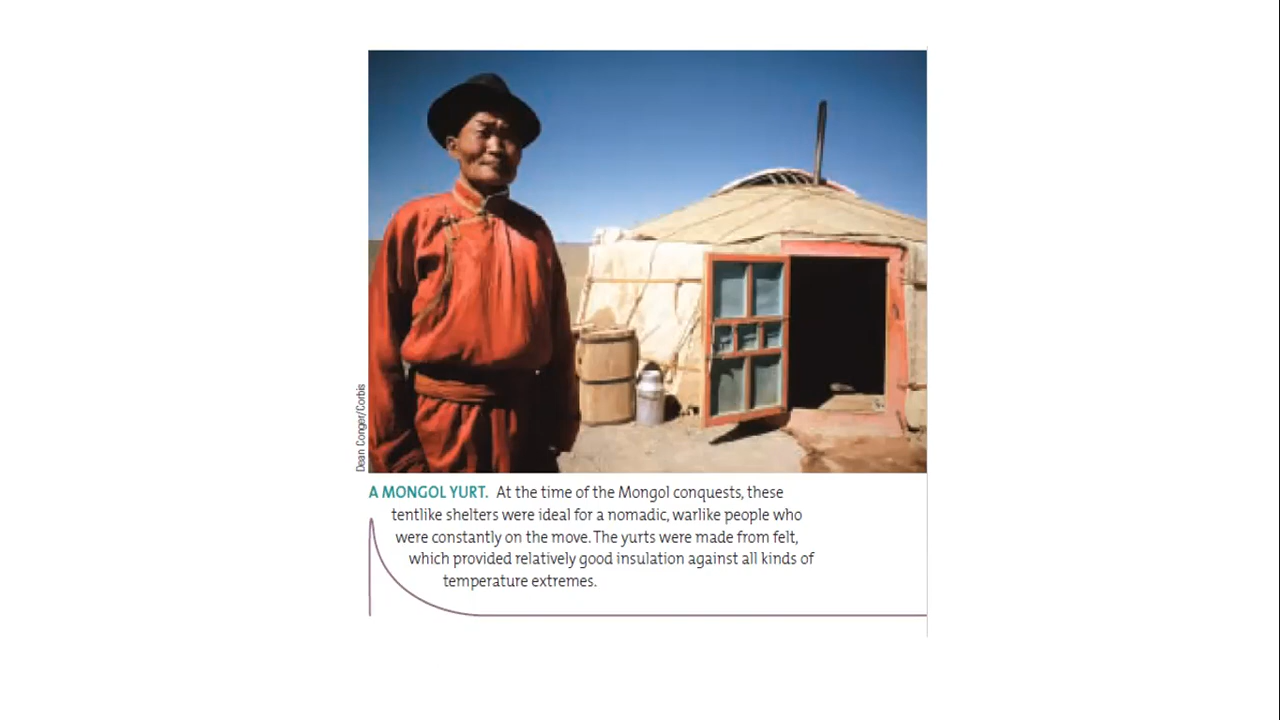 Dean Conger/Corbis
A MONGOL YURT. At the time of the Mongol conquests, these
tentlike shelters were ideal for a nomadic, warlike people who
were constantly on the move. The yurts were made from felt,
which provided relatively good insulation against all kinds of
temperature extremes.